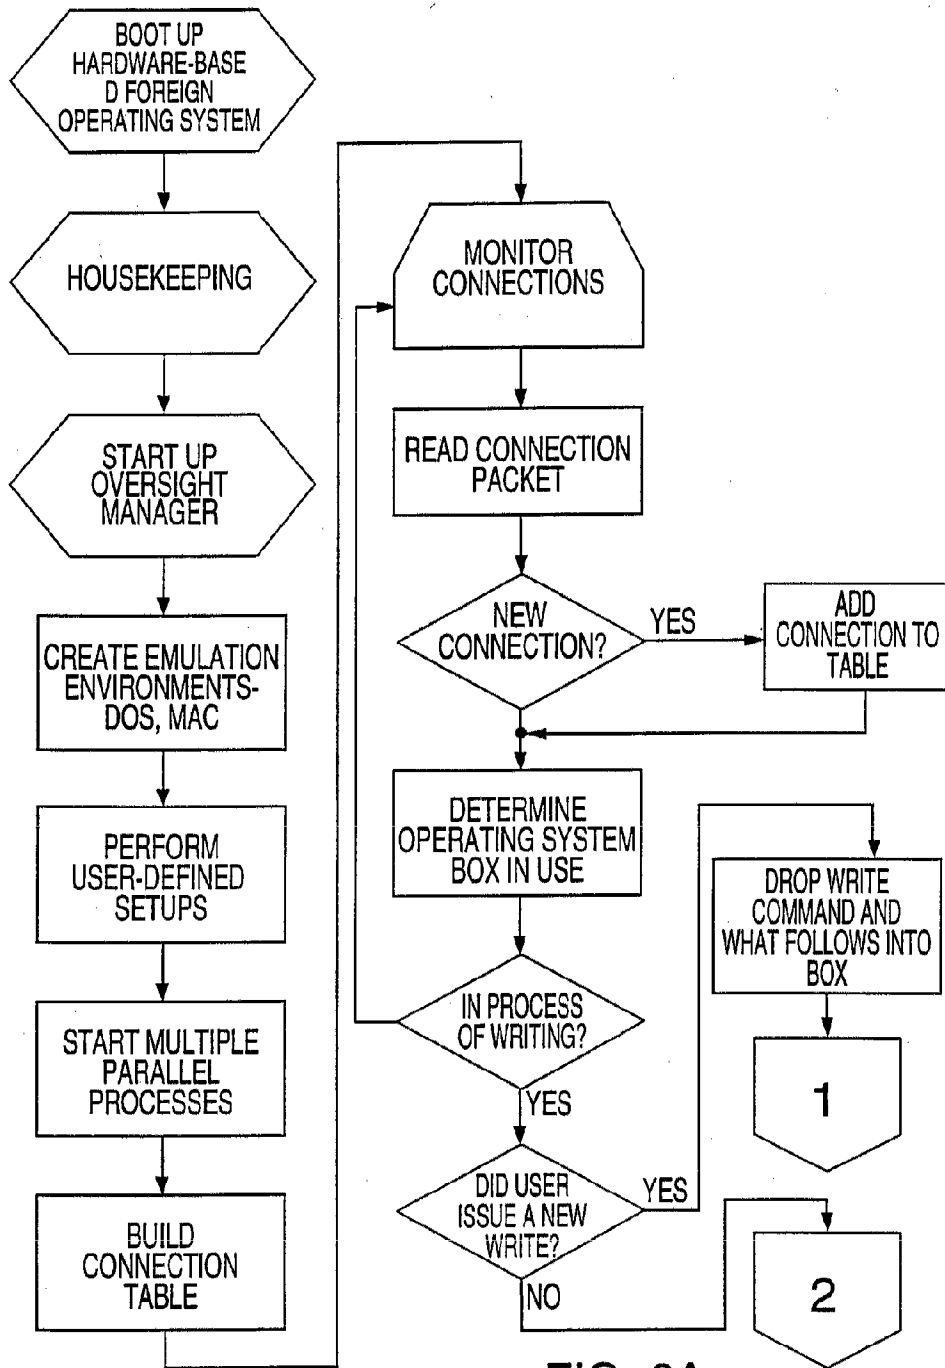 BOOT UP
HARDWARE-BASE
D FOREIGN
OPERATING SYSTEM
HOUSEKEEPING
START UP
OVERSIGHT
MANAGER
CREATE EMULATION
ENVIRONMENTS-
DOS, MAC
PERFORM
USER-DEFINED
SETUPS
START MULTIPLE
PARALLEL
PROCESSES
BUILD
CONNECTION
TABLE
MONITOR
CONNECTIONS
READ CONNECTION
PACKET
NEW
CONNECTION?
YES
ADD
CONNECTION TO
TABLE
DETERMINE
OPERATING SYSTEM
BOX IN USE
IN PROCESS
OF WRITING?
YES
DID USER
ISSUE A NEW
WRITE?
YES
NO
DROP WRITE
COMMAND AND
WHAT FOLLOWS INTO
BOX
1
2